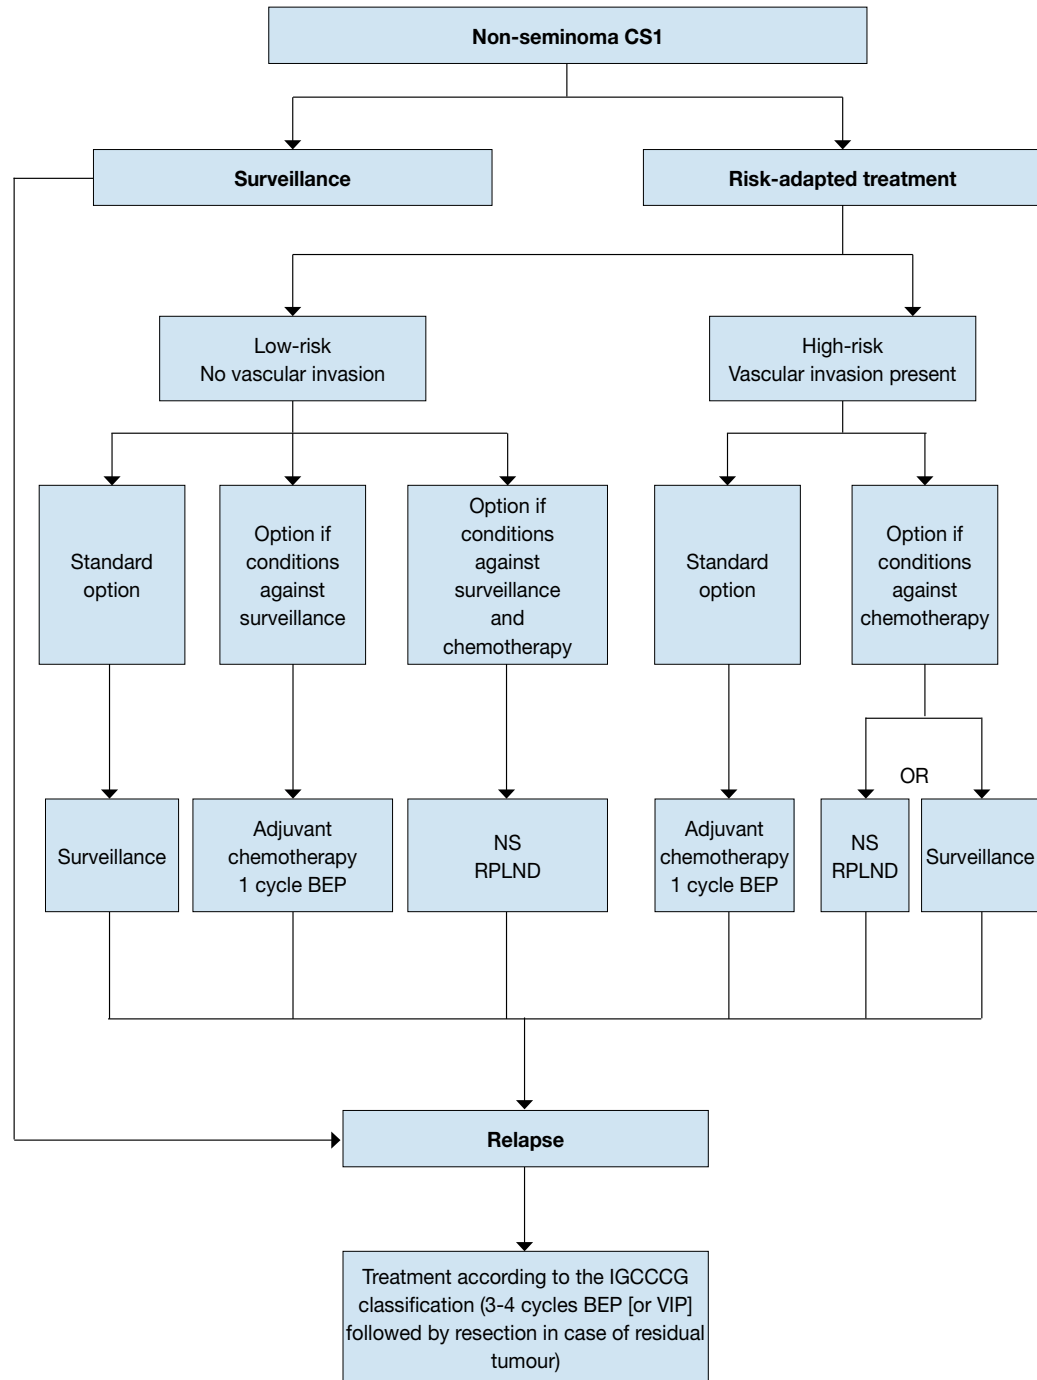 Non-seminoma CS1
Surveillance
Risk-adapted treatment
Low-risk
No vascular invasion
High-risk
Vascular invasion present
Standard
option
Option if
conditions
against
surveillance
Option if
conditions
against
surveillance
and
chemotherapy
Standard
option
Option if
conditions
against
chemotherapy
OR
Surveillance
Adjuvant
chemotherapy
1 cycle BEP
NS
RPLND
Adjuvant
chemotherapy
1 cycle BEP
NS
RPLND
Surveillance
Relapse
Treatment according to the IGCCCG
classification (3-4 cycles BEP [or VIP]
followed by resection in case of residual
tumour)